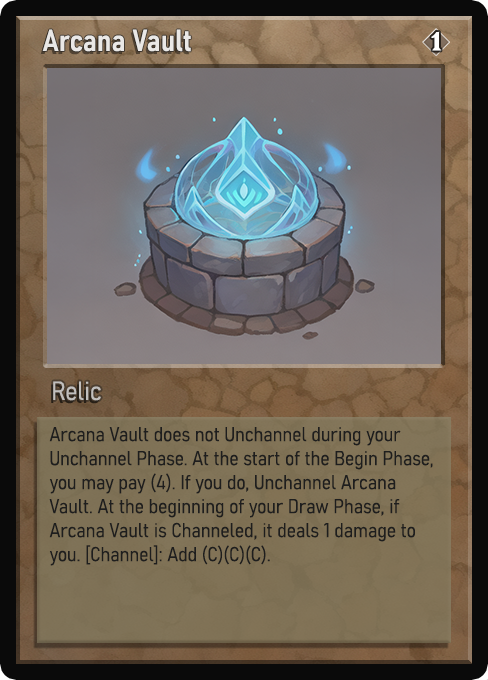 Arcana Vault
1
Relic
Arcana Vault does not Unchannel during your
Unchannel Phase. At the start of the Begin Phase,
you may pay (4). If you do, Unchannel Arcana
Vault. At the beginning of your Draw Phase, if
Arcana Vault is Channeled, it deals 1 damage to
you. [Channel]: Add (C)(C)(C).